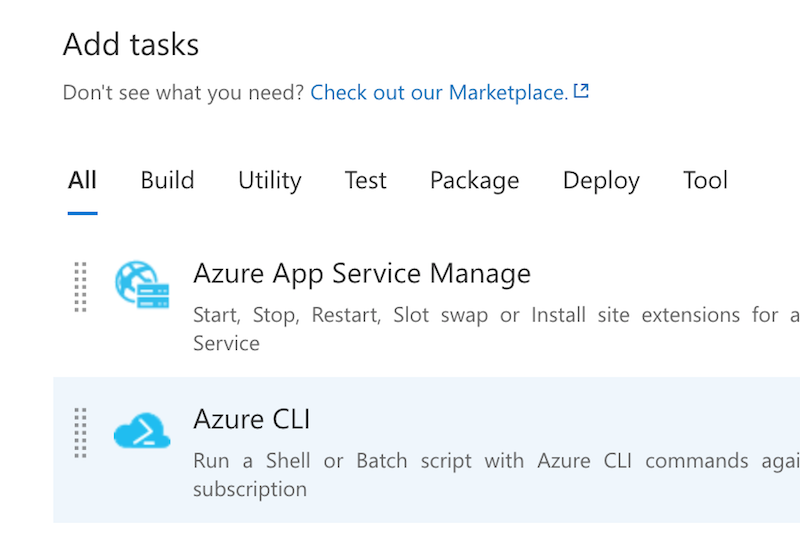 Add tasks
Don't see what you need? Check out our Marketplace.
All Build Utility Test Package Deploy Tool
Azure App Service Manage
Start, Stop, Restart, Slot swap or Install site extensions for a
Service
Azure CLI
Run a Shell or Batch script with Azure CLI commands agai
subscription